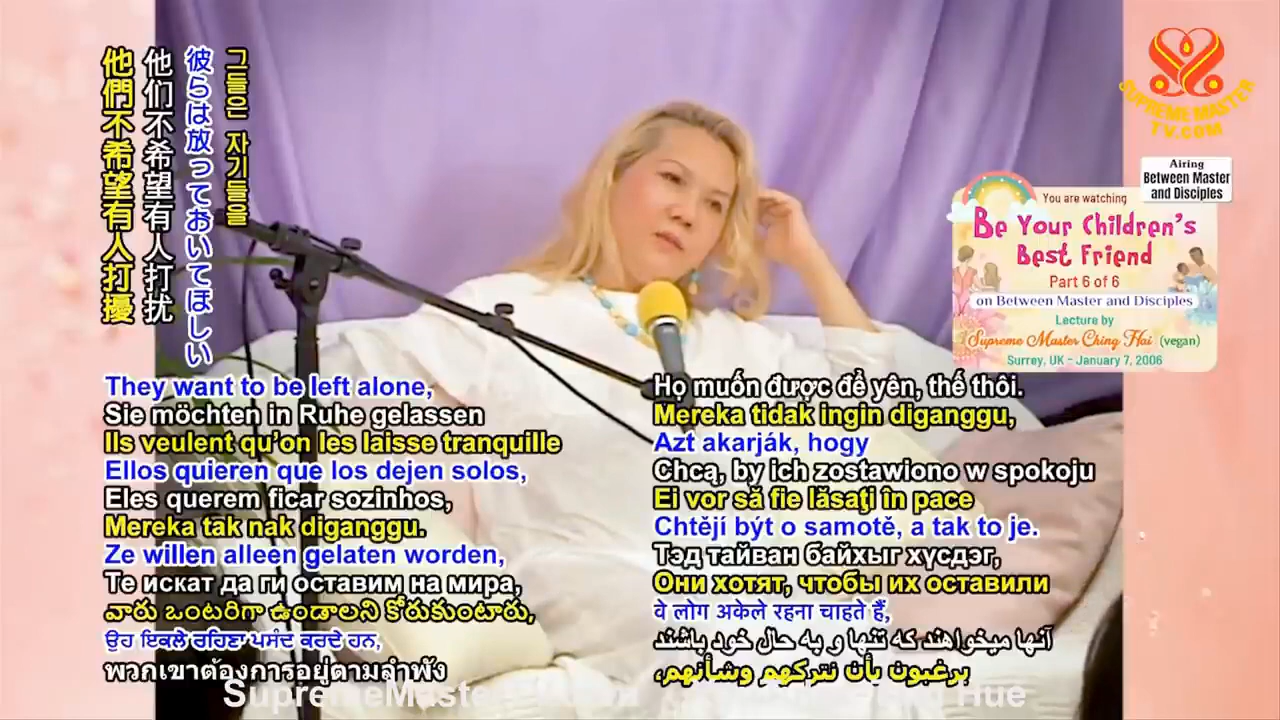 他們不希望有人打擾
他们不希望有人打扰
彼らは放っておいてほしい
그들은 자기들을
They want to be left alone,
Sie möchten in Ruhe gelassen
Ils veulent qu'on les laisse tranquille
Ellos quieren que los dejen solos,
Eles querem ficar sozinhos,
Mereka tak nak diganggu.
Ze willen alleen gelaten worden,
Те искат да ги оставим на мира,
వారు ఒంటరిగా ఉండాలని కోరుకుంటారు,
ਉਹ ਇਕਲੇ ਰਹਿਣਾ ਪਸੰਦ ਕਰਦੇ ਹਨ,
พวกเขาต้องการอยู่ตามลำพัง
Họ muốn được để yên, thế thôi.
Mereka tidak ingin diganggu,
Azt akarják, hogy
Chcą, by ich zostawiono w spokoju
Ei vor să fie lăsaţi în pace
Chtějí být o samotě, a tak to je.
Тэд тайван байхыг хүсдэг,
Они хотят, чтобы их оставили
वे लोग अकेले रहना चाहते हैं,
آنها میخواهند که تنها و به حال خود باشند
يرغبون بأن نتركهم وشأنهم،
SUPREME MASTER
TV.COM
Airing
Between Master
and Disciples
You are watching
Be Your Children's
Best Friend
Part 6 of 6
on Between Master and Disciples
Lecture by
Supreme Master Ching Hai (vegan)
Surrey, UK – January 7, 2006
SupremeMaster
Hue